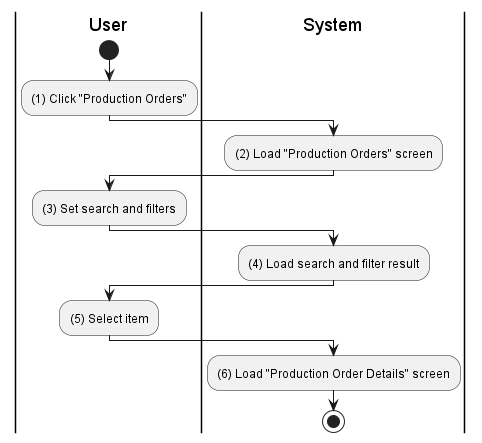 User
System
(1) Click "Production Orders"
(2) Load "Production Orders" screen
(3) Set search and filters
(4) Load search and filter result
(5) Select item
(6) Load "Production Order Details" screen